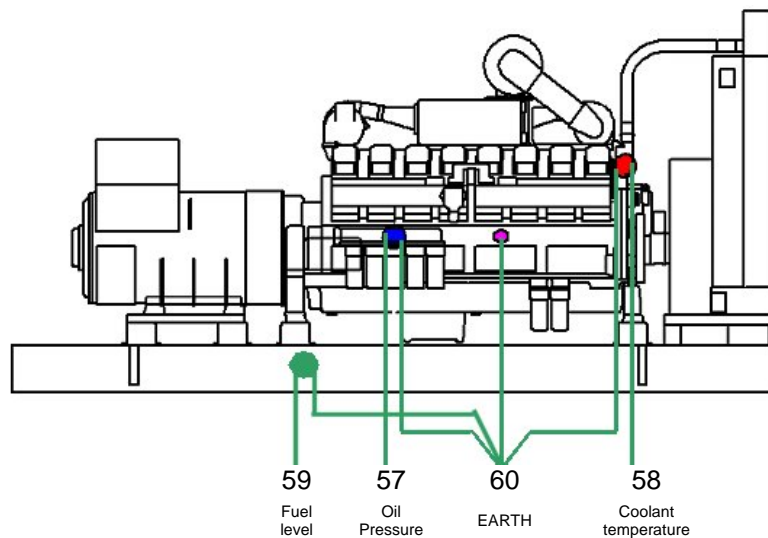 59 57 60 58
Fuel level
Oil Pressure
EARTH
Coolant temperature